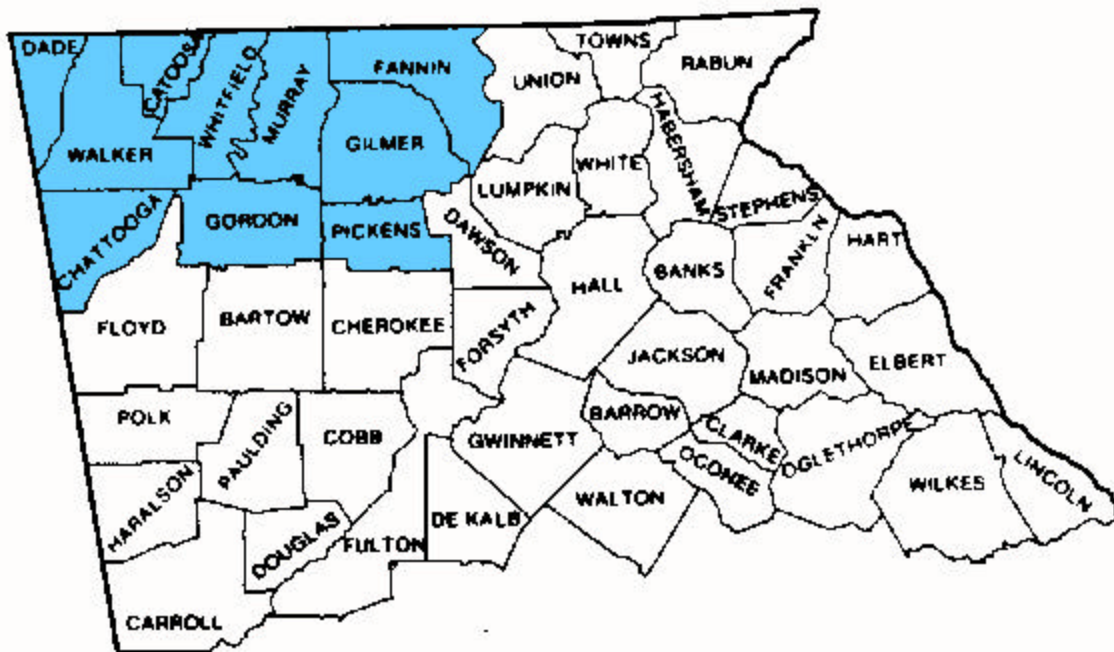 DADE
CATOOSA
WHITFIELD
MURRAY
FANNIN
UNION
TOWNS
RABUN
WALKER
GILMER
LUMPKIN
WHITE
HABERSHAM
STEPHENS
CHATTOOGA
GORDON
PICKENS
DAWSON
HALL
BANKS
FRANKLN
HART
FLOYD
BARTOW
CHEROKEE
FORSYTH
JACKSON
MADISON
ELBERT
POLK
PAULDING
COBB
GWINNETT
BARROW
CLARKE
OCONEE
OGLETHORPE
WILKES
LINCOLN
HARALSON
DOUGLAS
FULTON
DE KALB
WALTON
CARROLL